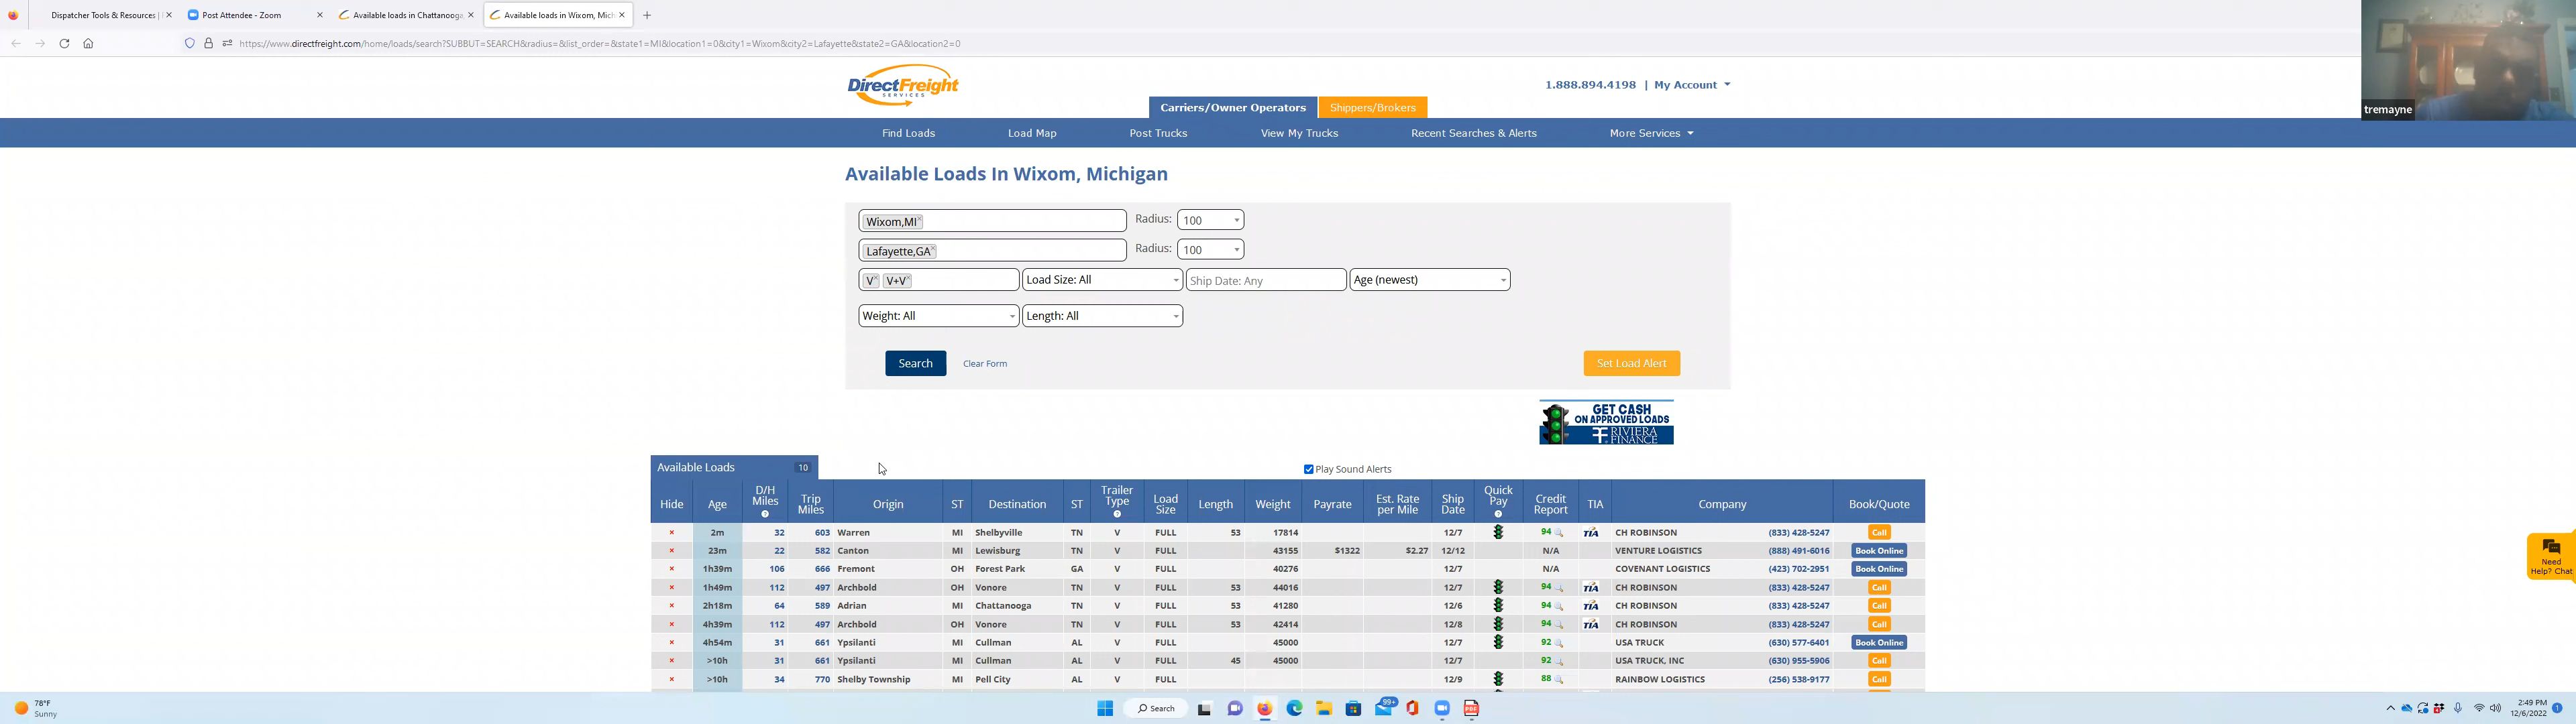 Dispatcher Tools & Resources |
Post Attendee - Zoom
Available loads in Chattanooga,
Available loads in Wixom, Mich
https://www.directfreight.com/home/loads/search?SUBBUT=SEARCH&radius=&list_order=&state1=MI&location1=0&city1=Wixom&city2=Lafayette&state2=GA&location2=0
tremayne
DirectFreight
SERVICES
1.888.894.4198 | My Account
Carriers/Owner Operators Shippers/Brokers
Find Loads Load Map Post Trucks View My Trucks Recent Searches & Alerts More Services
Available Loads In Wixom, Michigan
Wixom,MI× Radius: 100
Lafayette,GA× Radius: 100
V× V+V× Load Size: All Ship Date: Any Age (newest)
Weight: All Length: All
Search Clear Form Set Load Alert
GET CASH
ON APPROVED LOADS
RIVIERA
FINANCE
Available Loads 10 Play Sound Alerts
Hide Age D/H Miles Trip Miles Origin ST Destination ST Trailer Type Load Size Length Weight Payrate Est. Rate per Mile Ship Date Quick Pay Credit Report TIA Company Book/Quote
× 2m 32 603 Warren MI Shelbyville TN V FULL 53 17814 12/7 94 TIA CH ROBINSON (833) 428-5247 Call
× 23m 22 582 Canton MI Lewisburg TN V FULL 43155 $1322 $2.27 12/12 N/A VENTURE LOGISTICS (888) 491-6016 Book Online
× 1h39m 106 666 Fremont OH Forest Park GA V FULL 40276 12/7 N/A COVENANT LOGISTICS (423) 702-2951 Book Online
× 1h49m 112 497 Archbold OH Vonore TN V FULL 53 44016 12/7 94 TIA CH ROBINSON (833) 428-5247 Call
× 2h18m 64 589 Adrian MI Chattanooga TN V FULL 53 41280 12/6 94 TIA CH ROBINSON (833) 428-5247 Call
× 4h39m 112 497 Archbold OH Vonore TN V FULL 53 42414 12/8 94 TIA CH ROBINSON (833) 428-5247 Call
× 4h54m 31 661 Ypsilanti MI Cullman AL V FULL 45000 12/7 92 USA TRUCK (630) 577-6401 Book Online
× >10h 31 661 Ypsilanti MI Cullman AL V FULL 45 45000 12/7 92 USA TRUCK, INC (630) 955-5906 Call
× >10h 34 770 Shelby Township MI Pell City AL V FULL 12/9 88 RAINBOW LOGISTICS (256) 538-9177 Call
Need
Help? Chat
78°F
Sunny
Search
99+
PDF
2:49 PM
12/6/2022
1